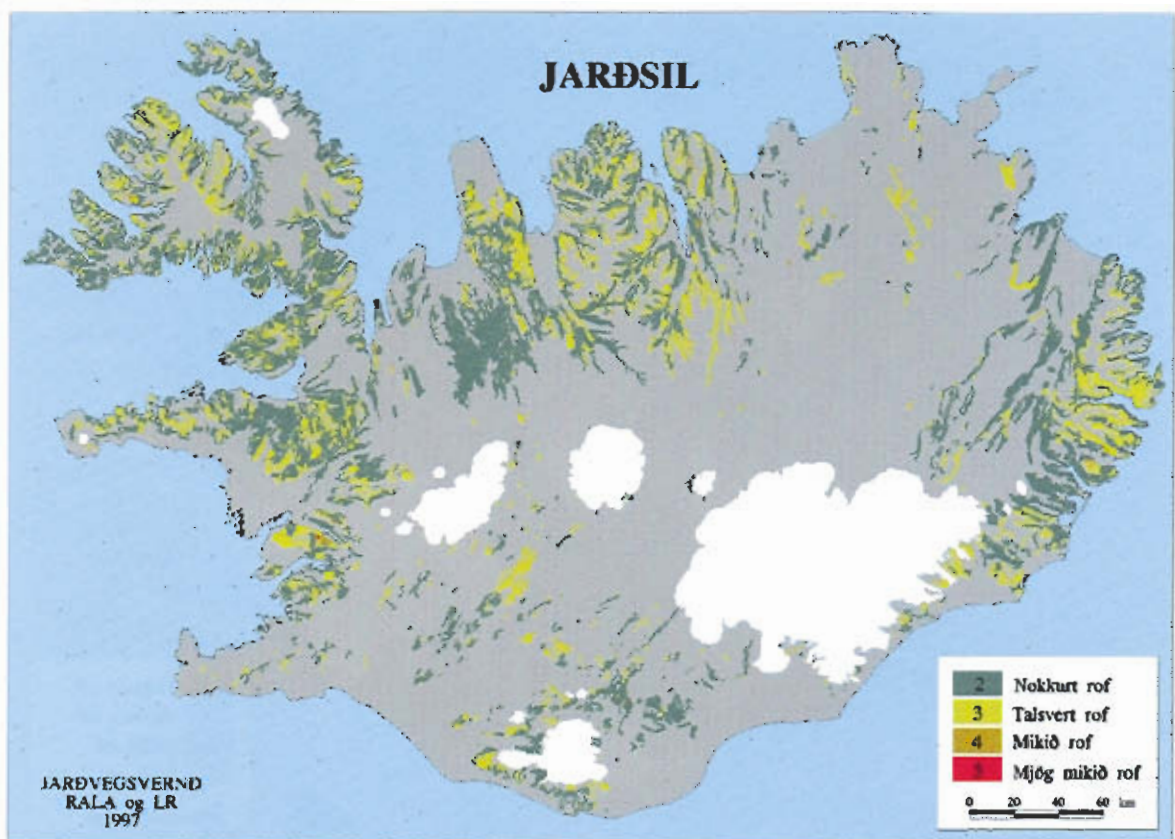 JARÐSIL
2 Nokkurt rof
3 Talsvert rof
4 Mikið rof
5 Mjög mikið rof
0 20 40 60 km
JARÐVEGSVERND
RALA og LR
1997